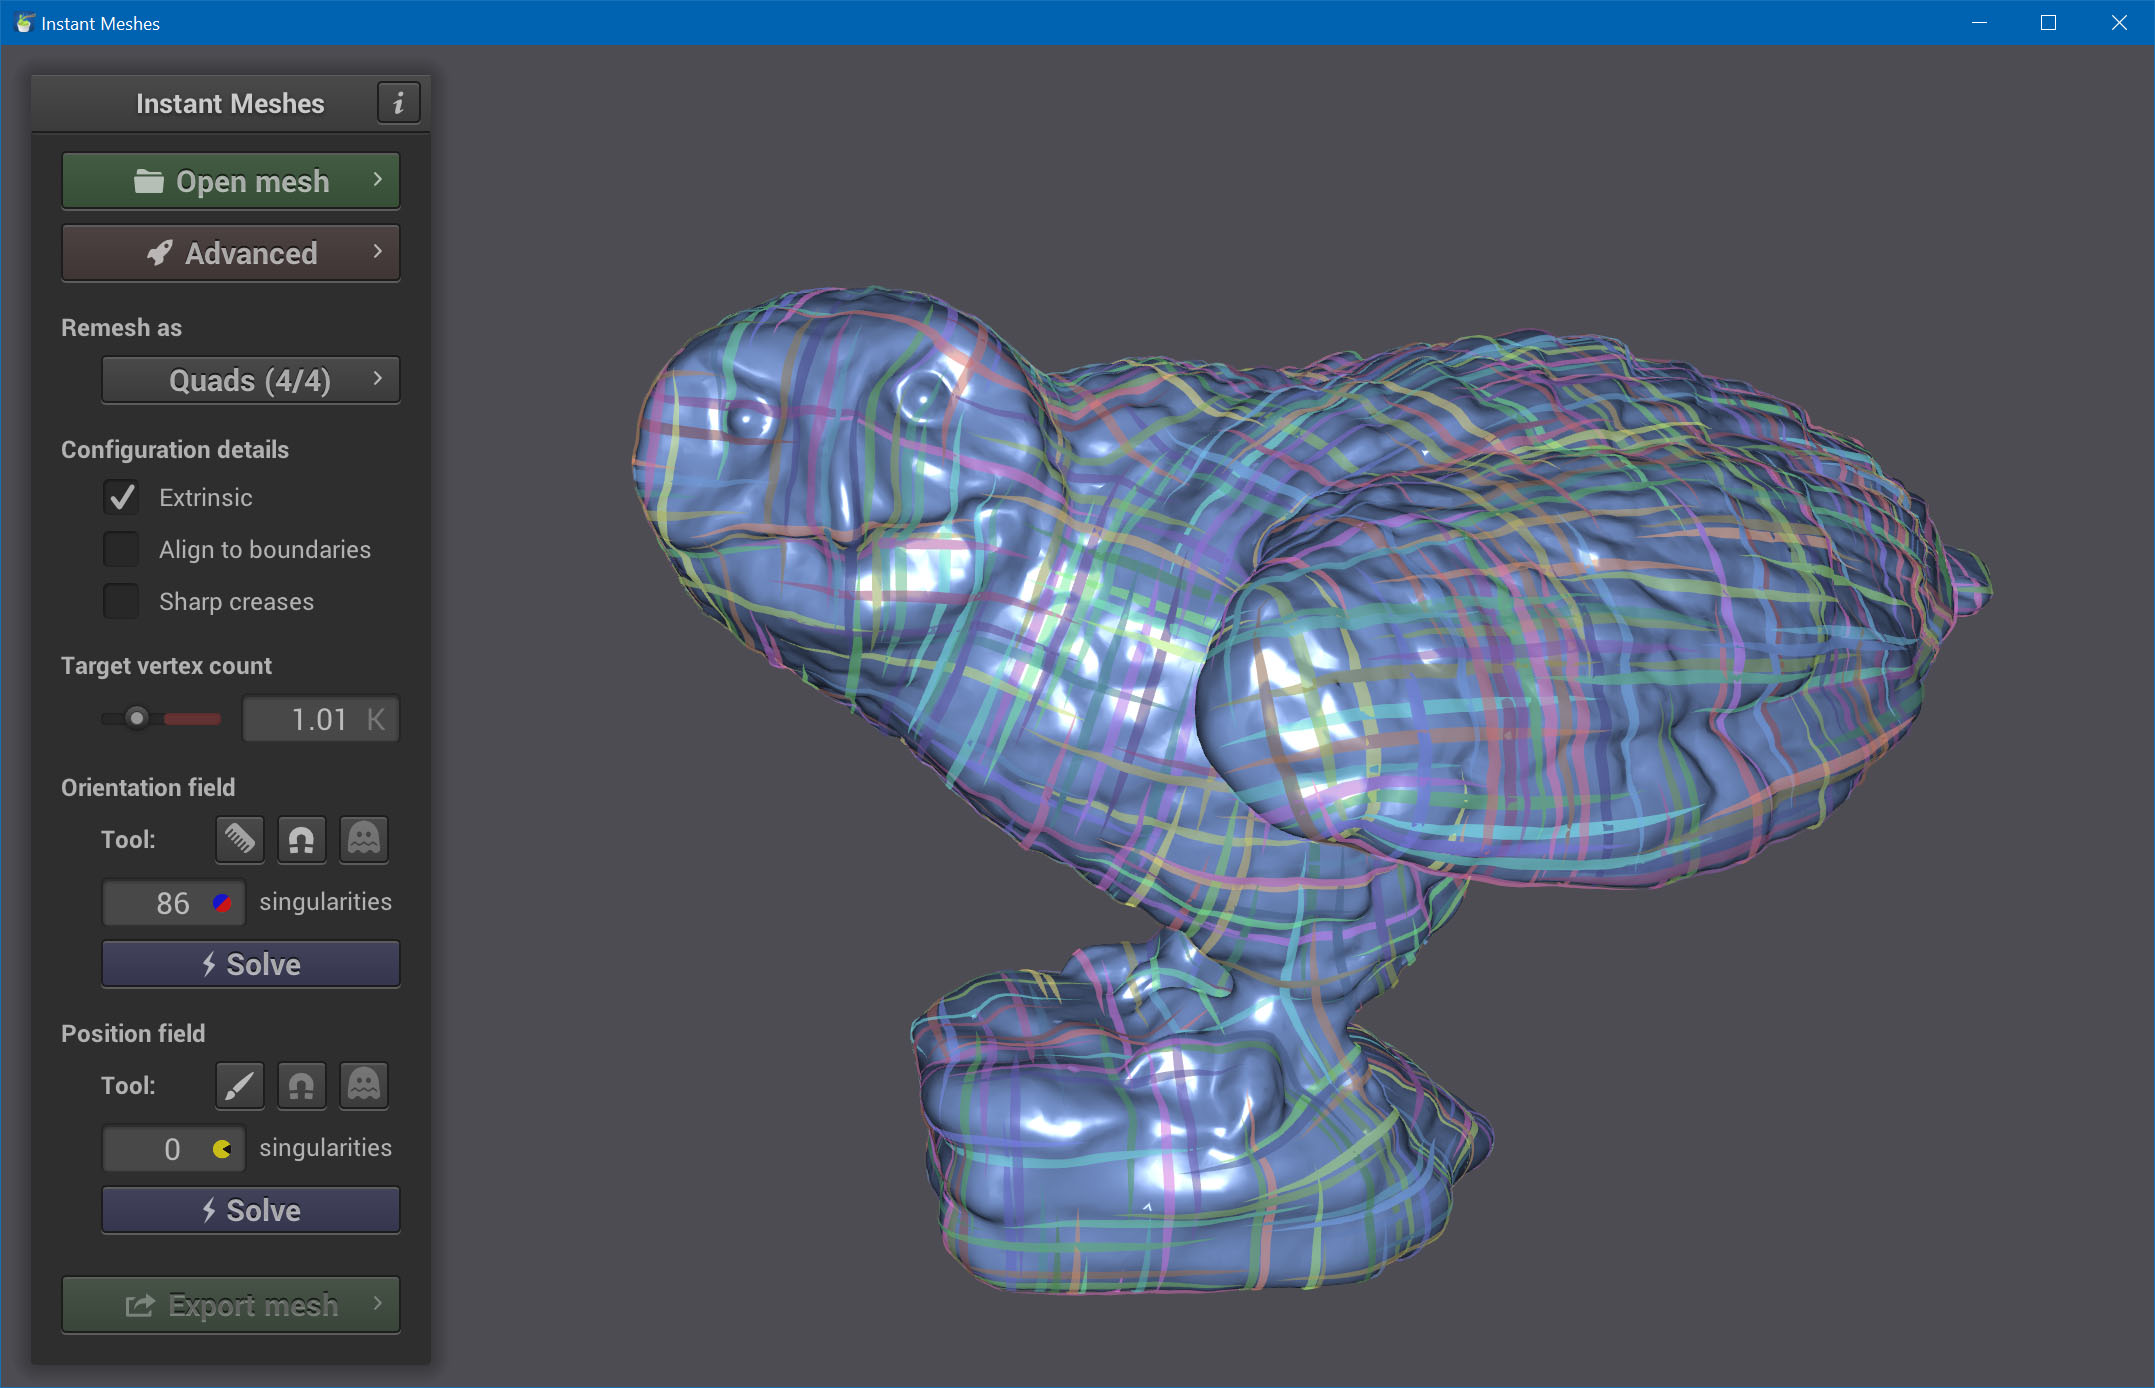 Instant Meshes
Instant Meshes
i
Open mesh
Advanced
Remesh as
Quads (4/4)
Configuration details
Extrinsic
Align to boundaries
Sharp creases
Target vertex count
1.01 K
Orientation field
Tool:
86 singularities
Solve
Position field
Tool:
0 singularities
Solve
Export mesh